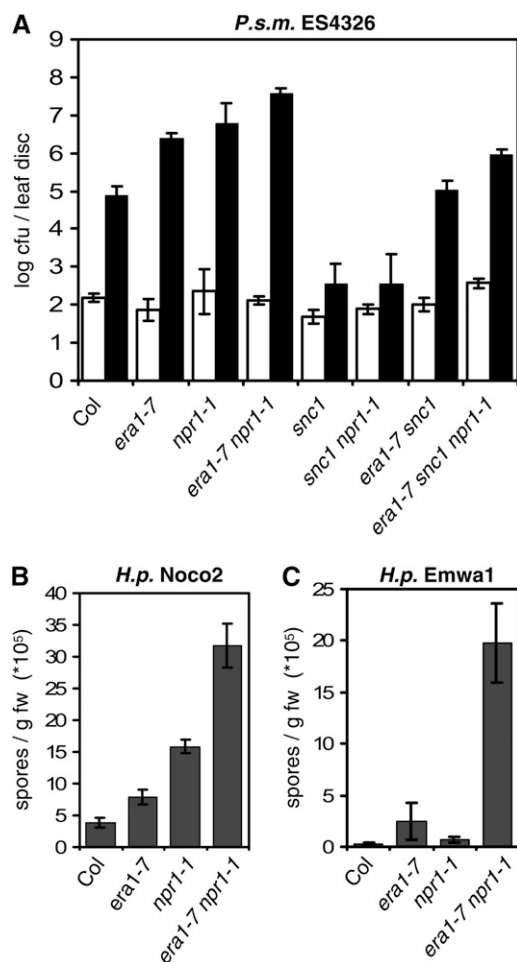 A
P.s.m. ES4326
log cfu / leaf disc
9
8
7
6
5
4
3
2
1
0
Col
era1-7
npr1-1
era1-7 npr1-1
snc1
snc1 npr1-1
era1-7 snc1
era1-7 snc1 npr1-1
B
H.p. Noco2
spores / g fw (*10⁵)
40
35
30
25
20
15
10
5
0
Col
era1-7
npr1-1
era1-7 npr1-1
C
H.p. Emwa1
spores / g fw (*10⁵)
25
20
15
10
5
0
Col
era1-7
npr1-1
era1-7 npr1-1